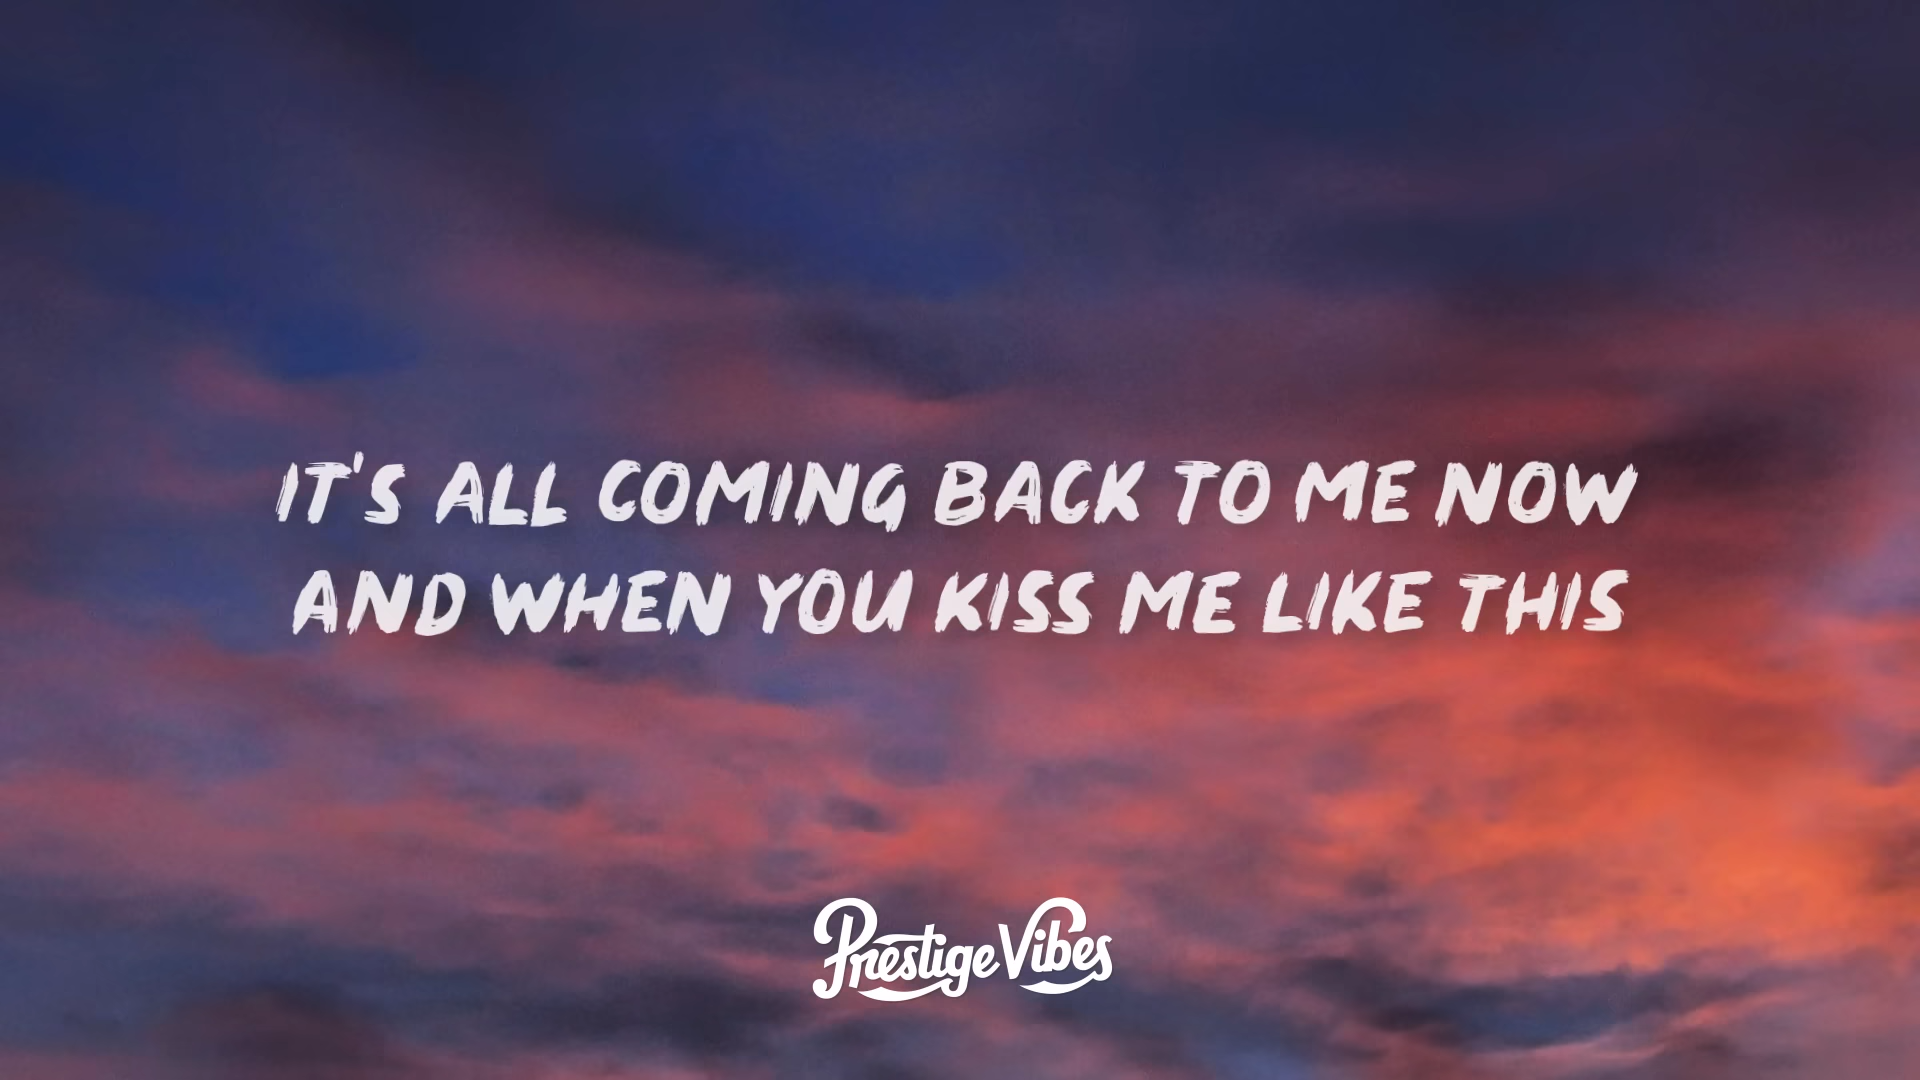 IT'S ALL COMING BACK TO ME NOW
AND WHEN YOU KISS ME LIKE THIS
Prestige Vibes